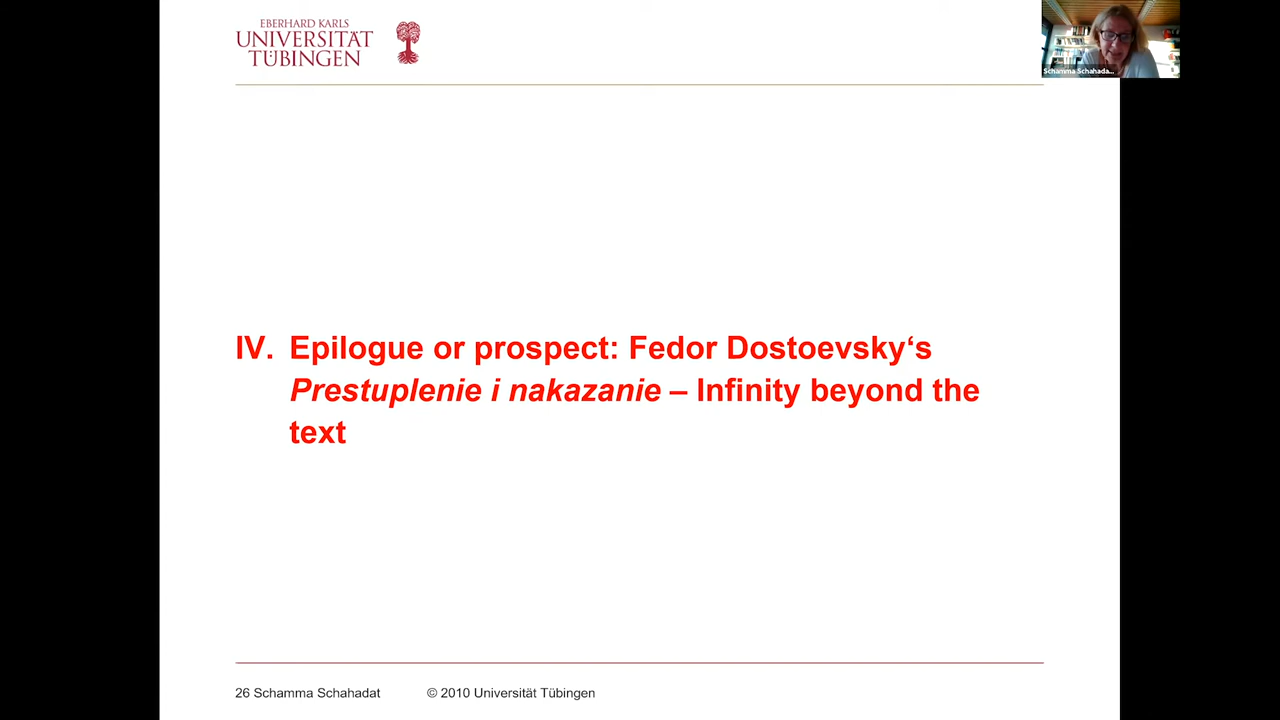 EBERHARD KARLS
UNIVERSITÄT
TÜBINGEN
Schamma Schahada...
IV. Epilogue or prospect: Fedor Dostoevsky‘s
Prestuplenie i nakazanie – Infinity beyond the
text
26 Schamma Schahadat © 2010 Universität Tübingen